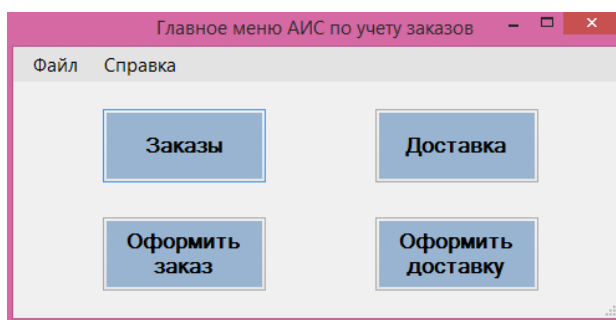 Главное меню АИС по учету заказов
Файл Справка
Заказы
Доставка
Оформить
заказ
Оформить
доставку